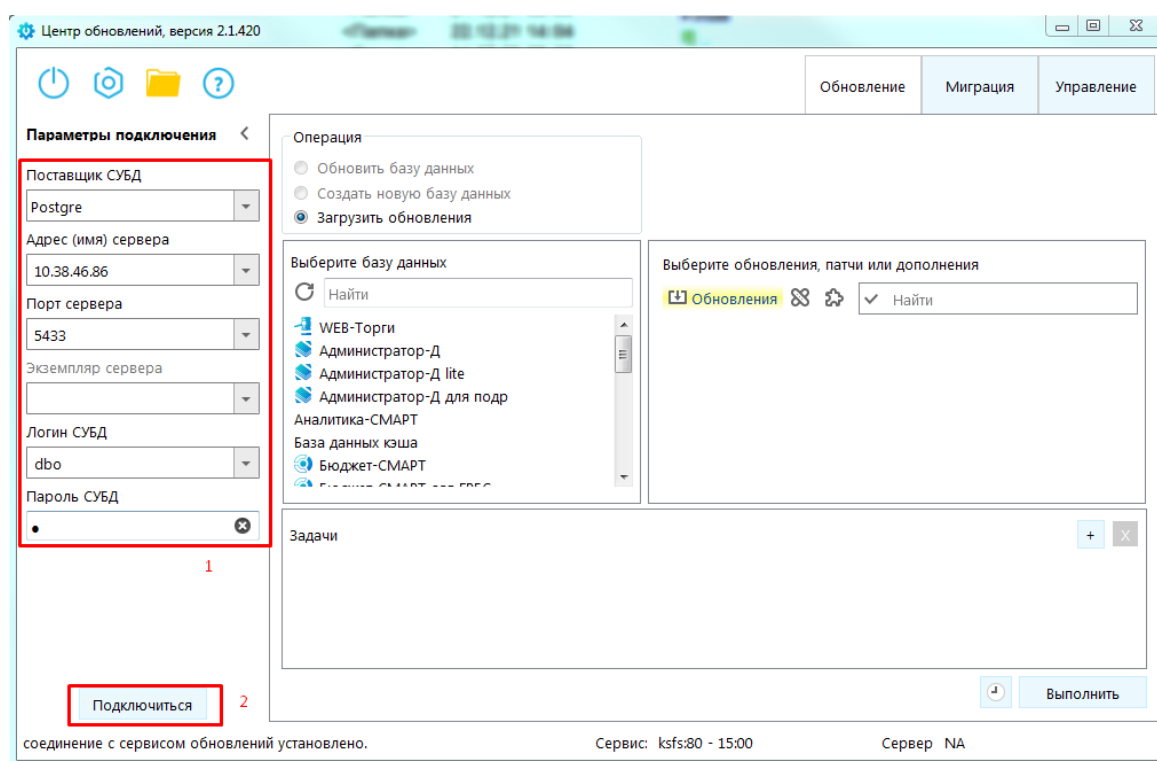 Центр обновлений, версия 2.1.420
Обновление
Миграция
Управление
Параметры подключения
Поставщик СУБД
Postgre
Адрес (имя) сервера
10.38.46.86
Порт сервера
5433
Экземпляр сервера
Логин СУБД
dbo
Пароль СУБД
1
Подключиться
2
Операция
Обновить базу данных
Создать новую базу данных
Загрузить обновления
Выберите базу данных
Найти
WEB-Торги
Администратор-Д
Администратор-Д lite
Администратор-Д для подр
Аналитика-СМАРТ
База данных кэша
Бюджет-СМАРТ
Выберите обновления, патчи или дополнения
Обновления
Найти
Задачи
+
X
Выполнить
соединение с сервисом обновлений установлено.
Сервис: ksfs:80 - 15:00
Сервер NA